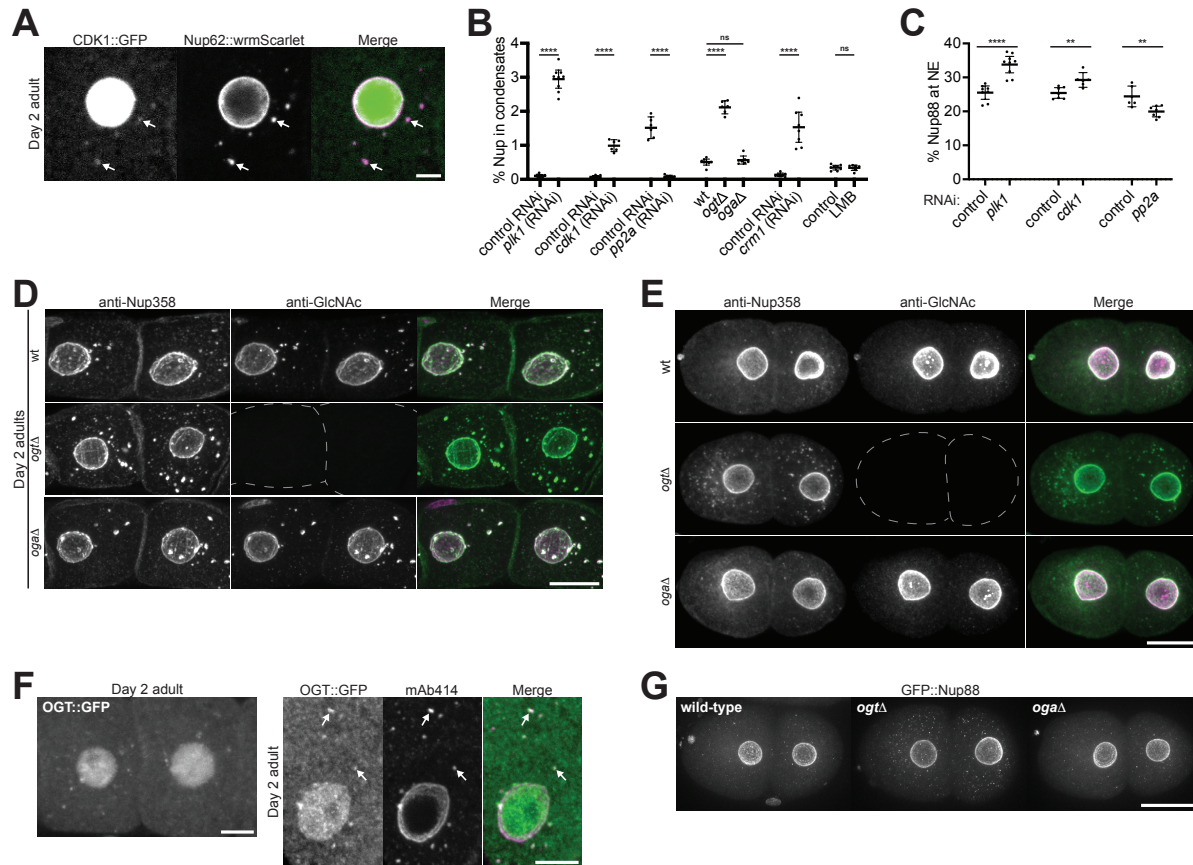 A
CDK1::GFP Nup62::wrmScarlet Merge
Day 2 adult
B
% Nup in condensates
4
3
2
1
0
**** **** **** ns **** **** ns
control RNAi
plk1 (RNAi)
control RNAi
cdk1 (RNAi)
control RNAi
pp2a (RNAi)
wt
ogtΔ
ogaΔ
control RNAi
crm1 (RNAi)
control
LMB
C
% Nup88 at NE
50
40
30
20
10
0
**** ** **
RNAi: control plk1 control cdk1 control pp2a
D
anti-Nup358 anti-GlcNAc Merge
Day 2 adults
wt
ogtΔ
ogaΔ
E
anti-Nup358 anti-GlcNAc Merge
wt
ogtΔ
ogaΔ
F
Day 2 adult
OGT::GFP
OGT::GFP mAb414 Merge
Day 2 adult
G
GFP::Nup88
wild-type ogtΔ ogaΔ